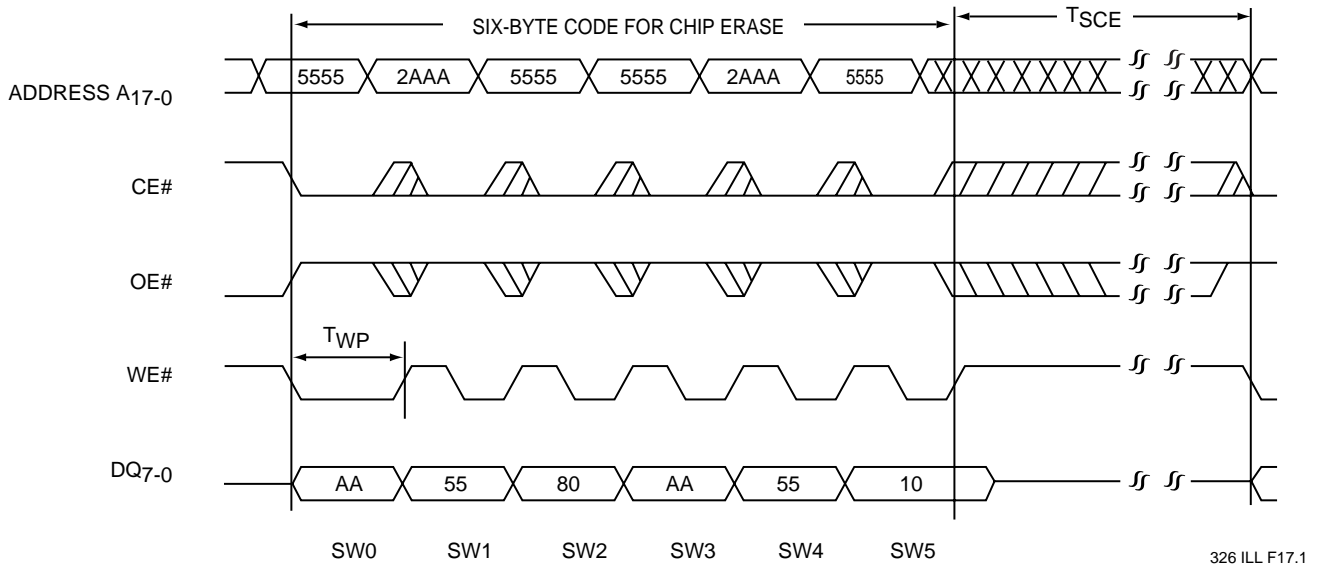 SIX-BYTE CODE FOR CHIP ERASE TSCE
ADDRESS A17-0 5555 2AAA 5555 5555 2AAA 5555
CE#
OE#
TWP
WE#
DQ7-0 AA 55 80 AA 55 10
SW0 SW1 SW2 SW3 SW4 SW5
326 ILL F17.1